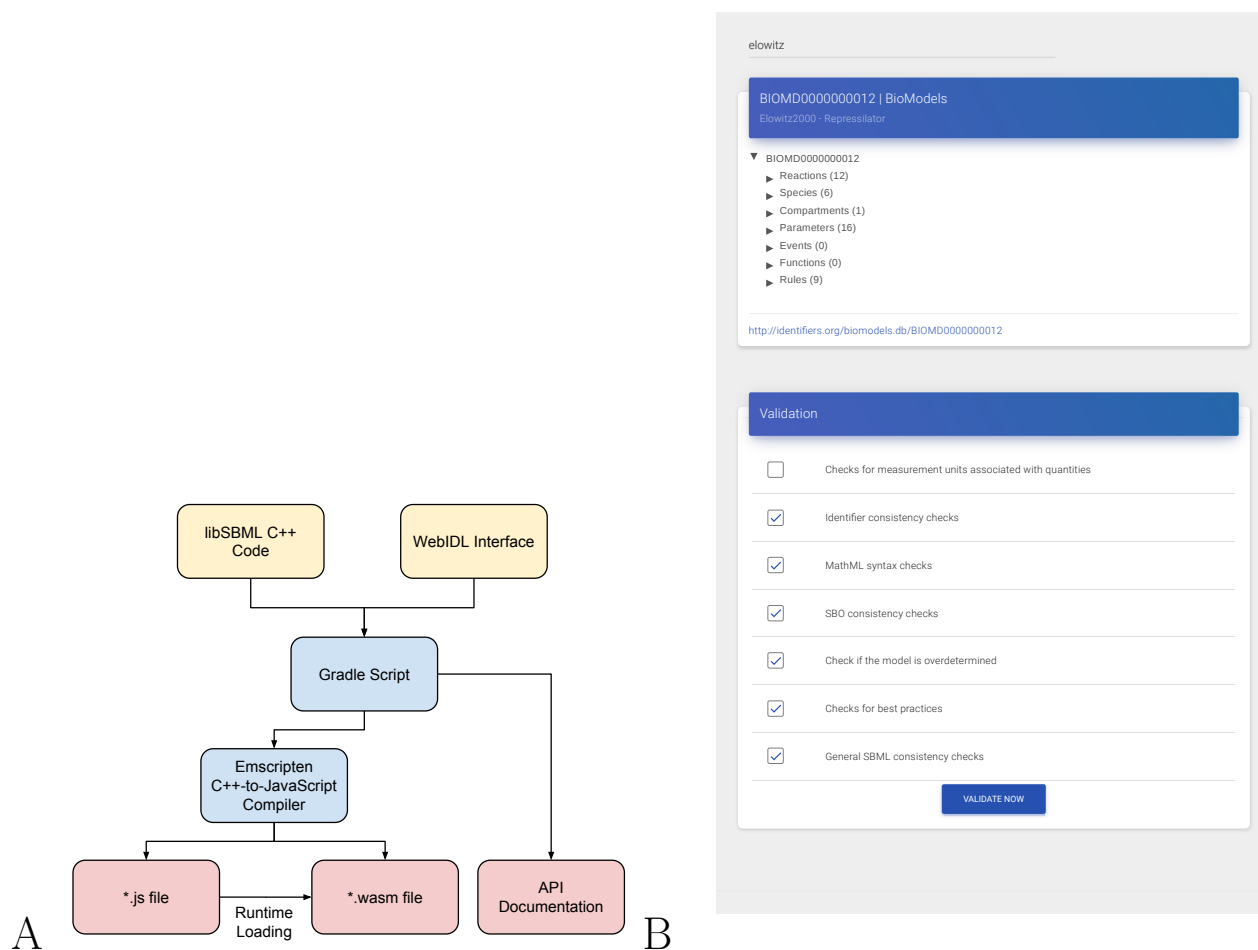 libSBML C++
Code
WebIDL Interface
Gradle Script
Emscripten
C++-to-JavaScript
Compiler
*.js file
Runtime
Loading
*.wasm file
API
Documentation
A
elowitz
BIOMD0000000012 | BioModels
Elowitz2000 - Repressilator
BIOMD0000000012
Reactions (12)
Species (6)
Compartments (1)
Parameters (16)
Events (0)
Functions (0)
Rules (9)
http://identifiers.org/biomodels.db/BIOMD0000000012
Validation
Checks for measurement units associated with quantities
Identifier consistency checks
MathML syntax checks
SBO consistency checks
Check if the model is overdetermined
Checks for best practices
General SBML consistency checks
VALIDATE NOW
B